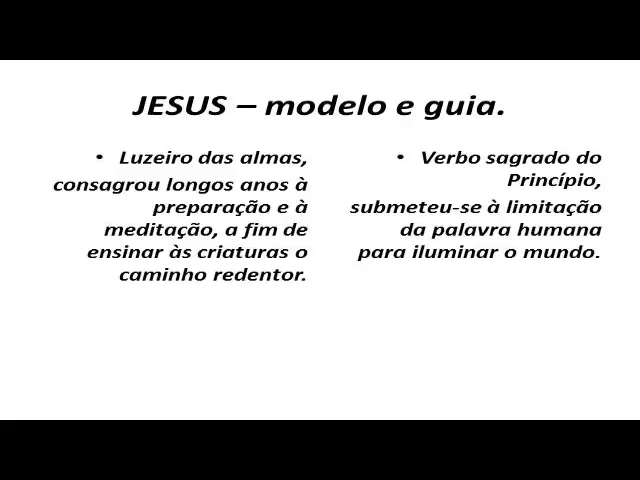 JESUS – modelo e guia.
• Luzeiro das almas,
consagrou longos anos à
preparação e à
meditação, a fim de
ensinar às criaturas o
caminho redentor.
• Verbo sagrado do
Princípio,
submeteu-se à limitação
da palavra humana
para iluminar o mundo.